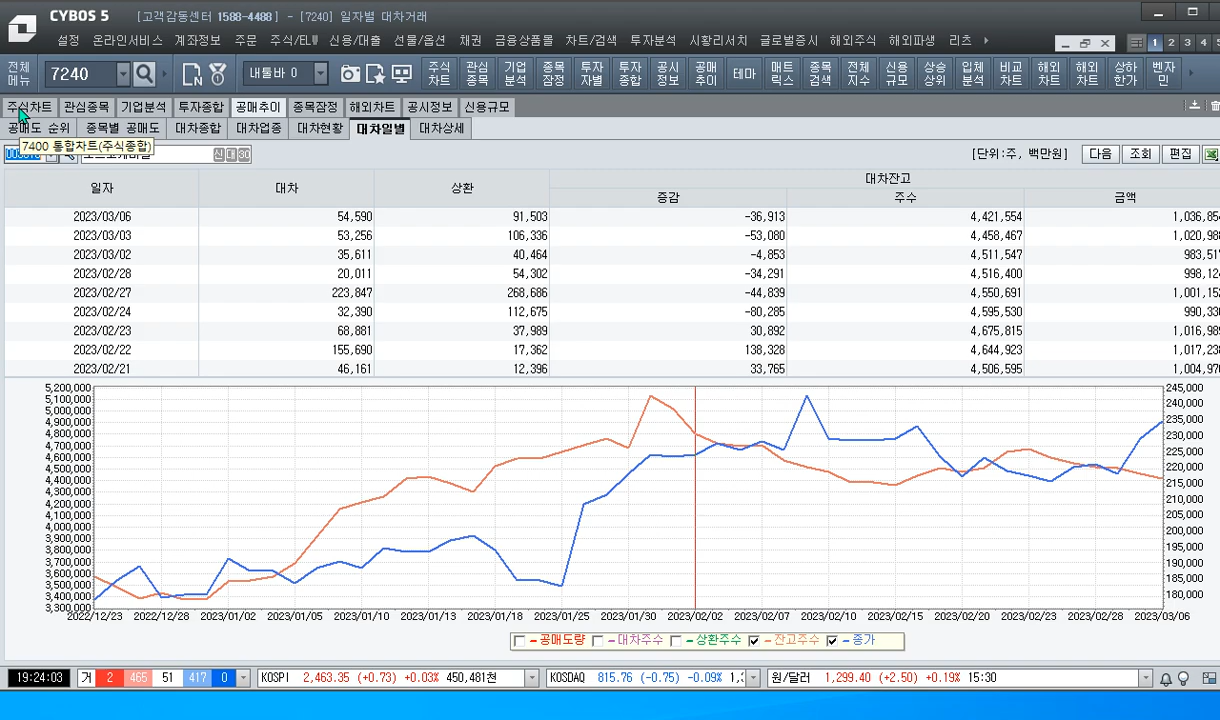 CYBOS 5 [고객감동센터 1588-4488] - [7240] 일자별 대차거래
설정 온라인서비스 계좌정보 주문 주식/ELW 신용/대출 선물/옵션 채권 금융상품몰 차트/검색 투자분석 시황리서치 글로벌증시 해외주식 해외파생 리츠
1 2 3 4
전체메뉴 7240 내툴바 0 주식차트 관심종목 기업분석 종목잠정 투자자별 투자종합 공시정보 공매추이 테마 매트릭스 종목검색 전체지수 신용규모 상승상위 입체분석 비교차트 해외차트 해외차트 상하한가 벤자민
주식차트 관심종목 기업분석 투자종합 공매추이 종목잠정 해외차트 공시정보 신용규모
공매도 순위 종목별 공매도 대차종합 대차업종 대차현황 대차일별 대차상세
7400 통합차트(주식종합)
신 대 30 [단위:주, 백만원] 다음 조회 편집
일자 대차 상환 대차잔고
증감 주수 금액
2023/03/06 54,590 91,503 -36,913 4,421,554 1,036,854
2023/03/03 53,256 106,336 -53,080 4,458,467 1,020,988
2023/03/02 35,611 40,464 -4,853 4,511,547 983,51
2023/02/28 20,011 54,302 -34,291 4,516,400 998,12
2023/02/27 223,847 268,686 -44,839 4,550,691 1,001,15
2023/02/24 32,390 112,675 -80,285 4,595,530 990,33
2023/02/23 68,881 37,989 30,892 4,675,815 1,016,98
2023/02/22 155,690 17,362 138,328 4,644,923 1,017,23
2023/02/21 46,161 12,396 33,765 4,506,595 1,004,97
5,200,000 245,000
5,100,000 240,000
5,000,000 235,000
4,900,000 230,000
4,800,000 225,000
4,700,000 220,000
4,600,000 215,000
4,500,000 210,000
4,400,000 205,000
4,300,000 200,000
4,200,000 195,000
4,100,000 190,000
4,000,000 185,000
3,900,000 180,000
3,800,000
3,700,000
3,600,000
3,500,000
3,400,000
3,300,000
2022/12/23 2022/12/28 2023/01/02 2023/01/05 2023/01/10 2023/01/13 2023/01/18 2023/01/25 2023/01/30 2023/02/02 2023/02/07 2023/02/10 2023/02/15 2023/02/20 2023/02/23 2023/02/28 2023/03/06
공매도량 대차주수 상환주수 잔고주수 종가
19:24:03 거 2 465 51 417 0 KOSPI 2,463.35 (+0.73) +0.03% 450,481천 KOSDAQ 815.76 (-0.75) -0.09% 원/달러 1,299.40 (+2.50) +0.19% 15:30